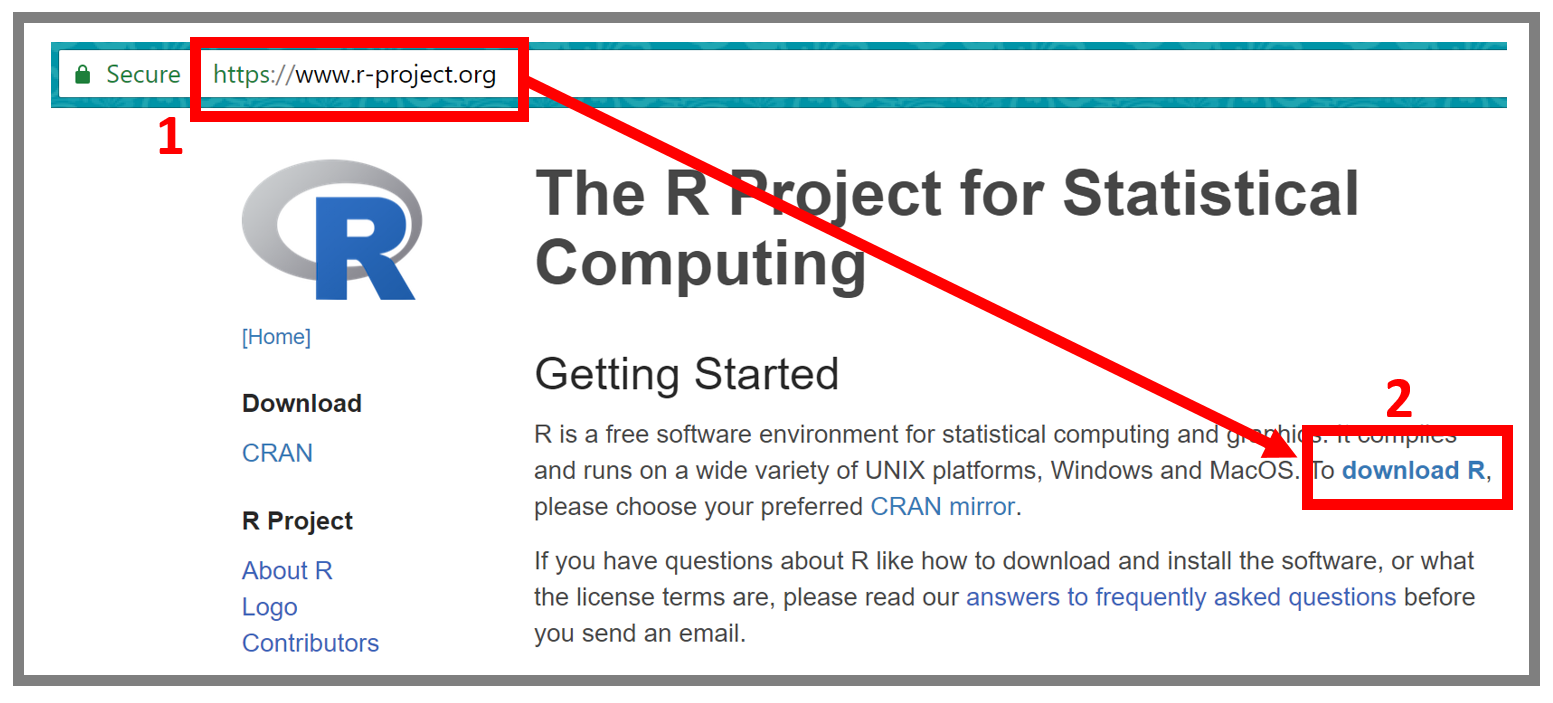 Secure https://www.r-project.org
1
R
The R Project for Statistical
Computing
[Home]
Download
CRAN
R Project
About R
Logo
Contributors
Getting Started
2
R is a free software environment for statistical computing and graphics. It compiles
and runs on a wide variety of UNIX platforms, Windows and MacOS. To download R,
please choose your preferred CRAN mirror.
If you have questions about R like how to download and install the software, or what
the license terms are, please read our answers to frequently asked questions before
you send an email.